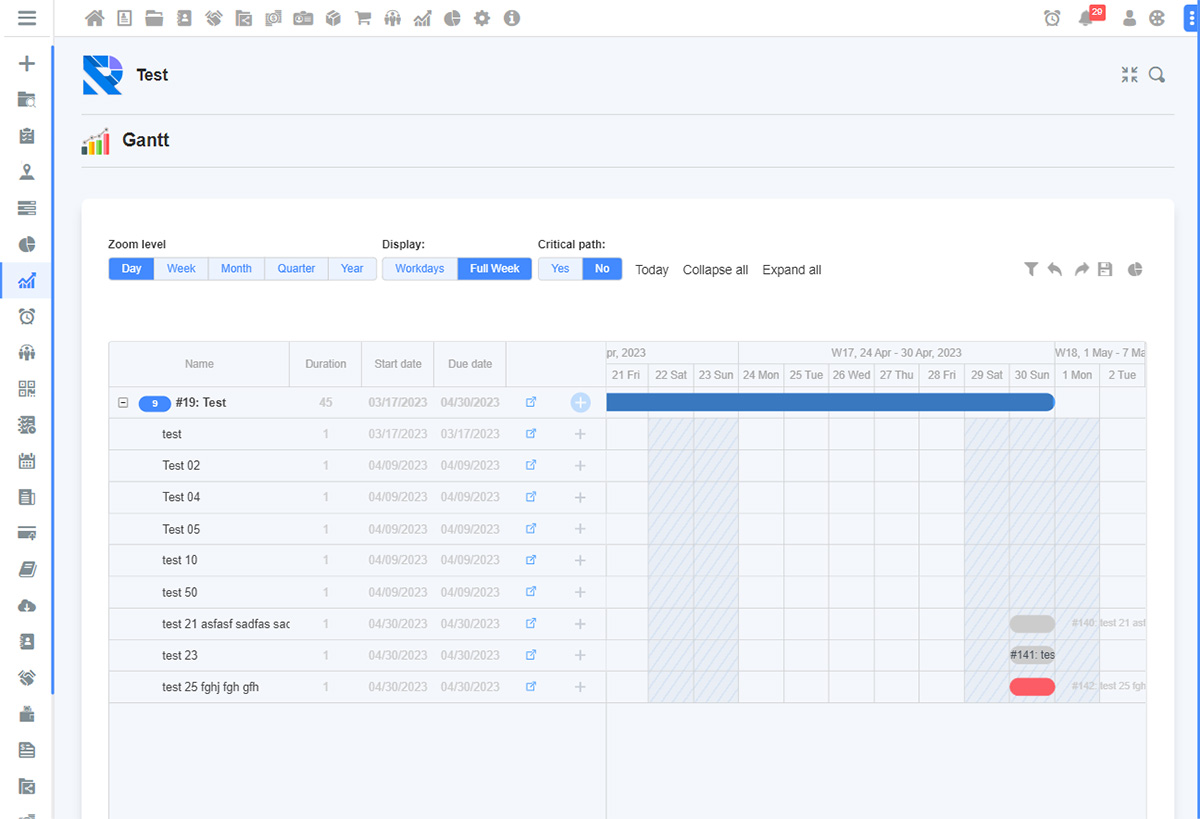 29
Test
Gantt
Zoom level Display: Critical path:
Day Week Month Quarter Year Workdays Full Week Yes No Today Collapse all Expand all
Name Duration Start date Due date pr, 2023 W17, 24 Apr - 30 Apr, 2023 W18, 1 May - 7 Ma
21 Fri 22 Sat 23 Sun 24 Mon 25 Tue 26 Wed 27 Thu 28 Fri 29 Sat 30 Sun 1 Mon 2 Tue
9 #19: Test 45 03/17/2023 04/30/2023
test 1 03/17/2023 03/17/2023
Test 02 1 04/09/2023 04/09/2023
Test 04 1 04/09/2023 04/09/2023
Test 05 1 04/09/2023 04/09/2023
test 10 1 04/09/2023 04/09/2023
test 50 1 04/09/2023 04/09/2023
test 21 asfasf sadfas sac 1 04/30/2023 04/30/2023 #140: test 21 ast
test 23 1 04/30/2023 04/30/2023 #141: tes
test 25 fghj fgh gfh 1 04/30/2023 04/30/2023 #142: test 25 fgh